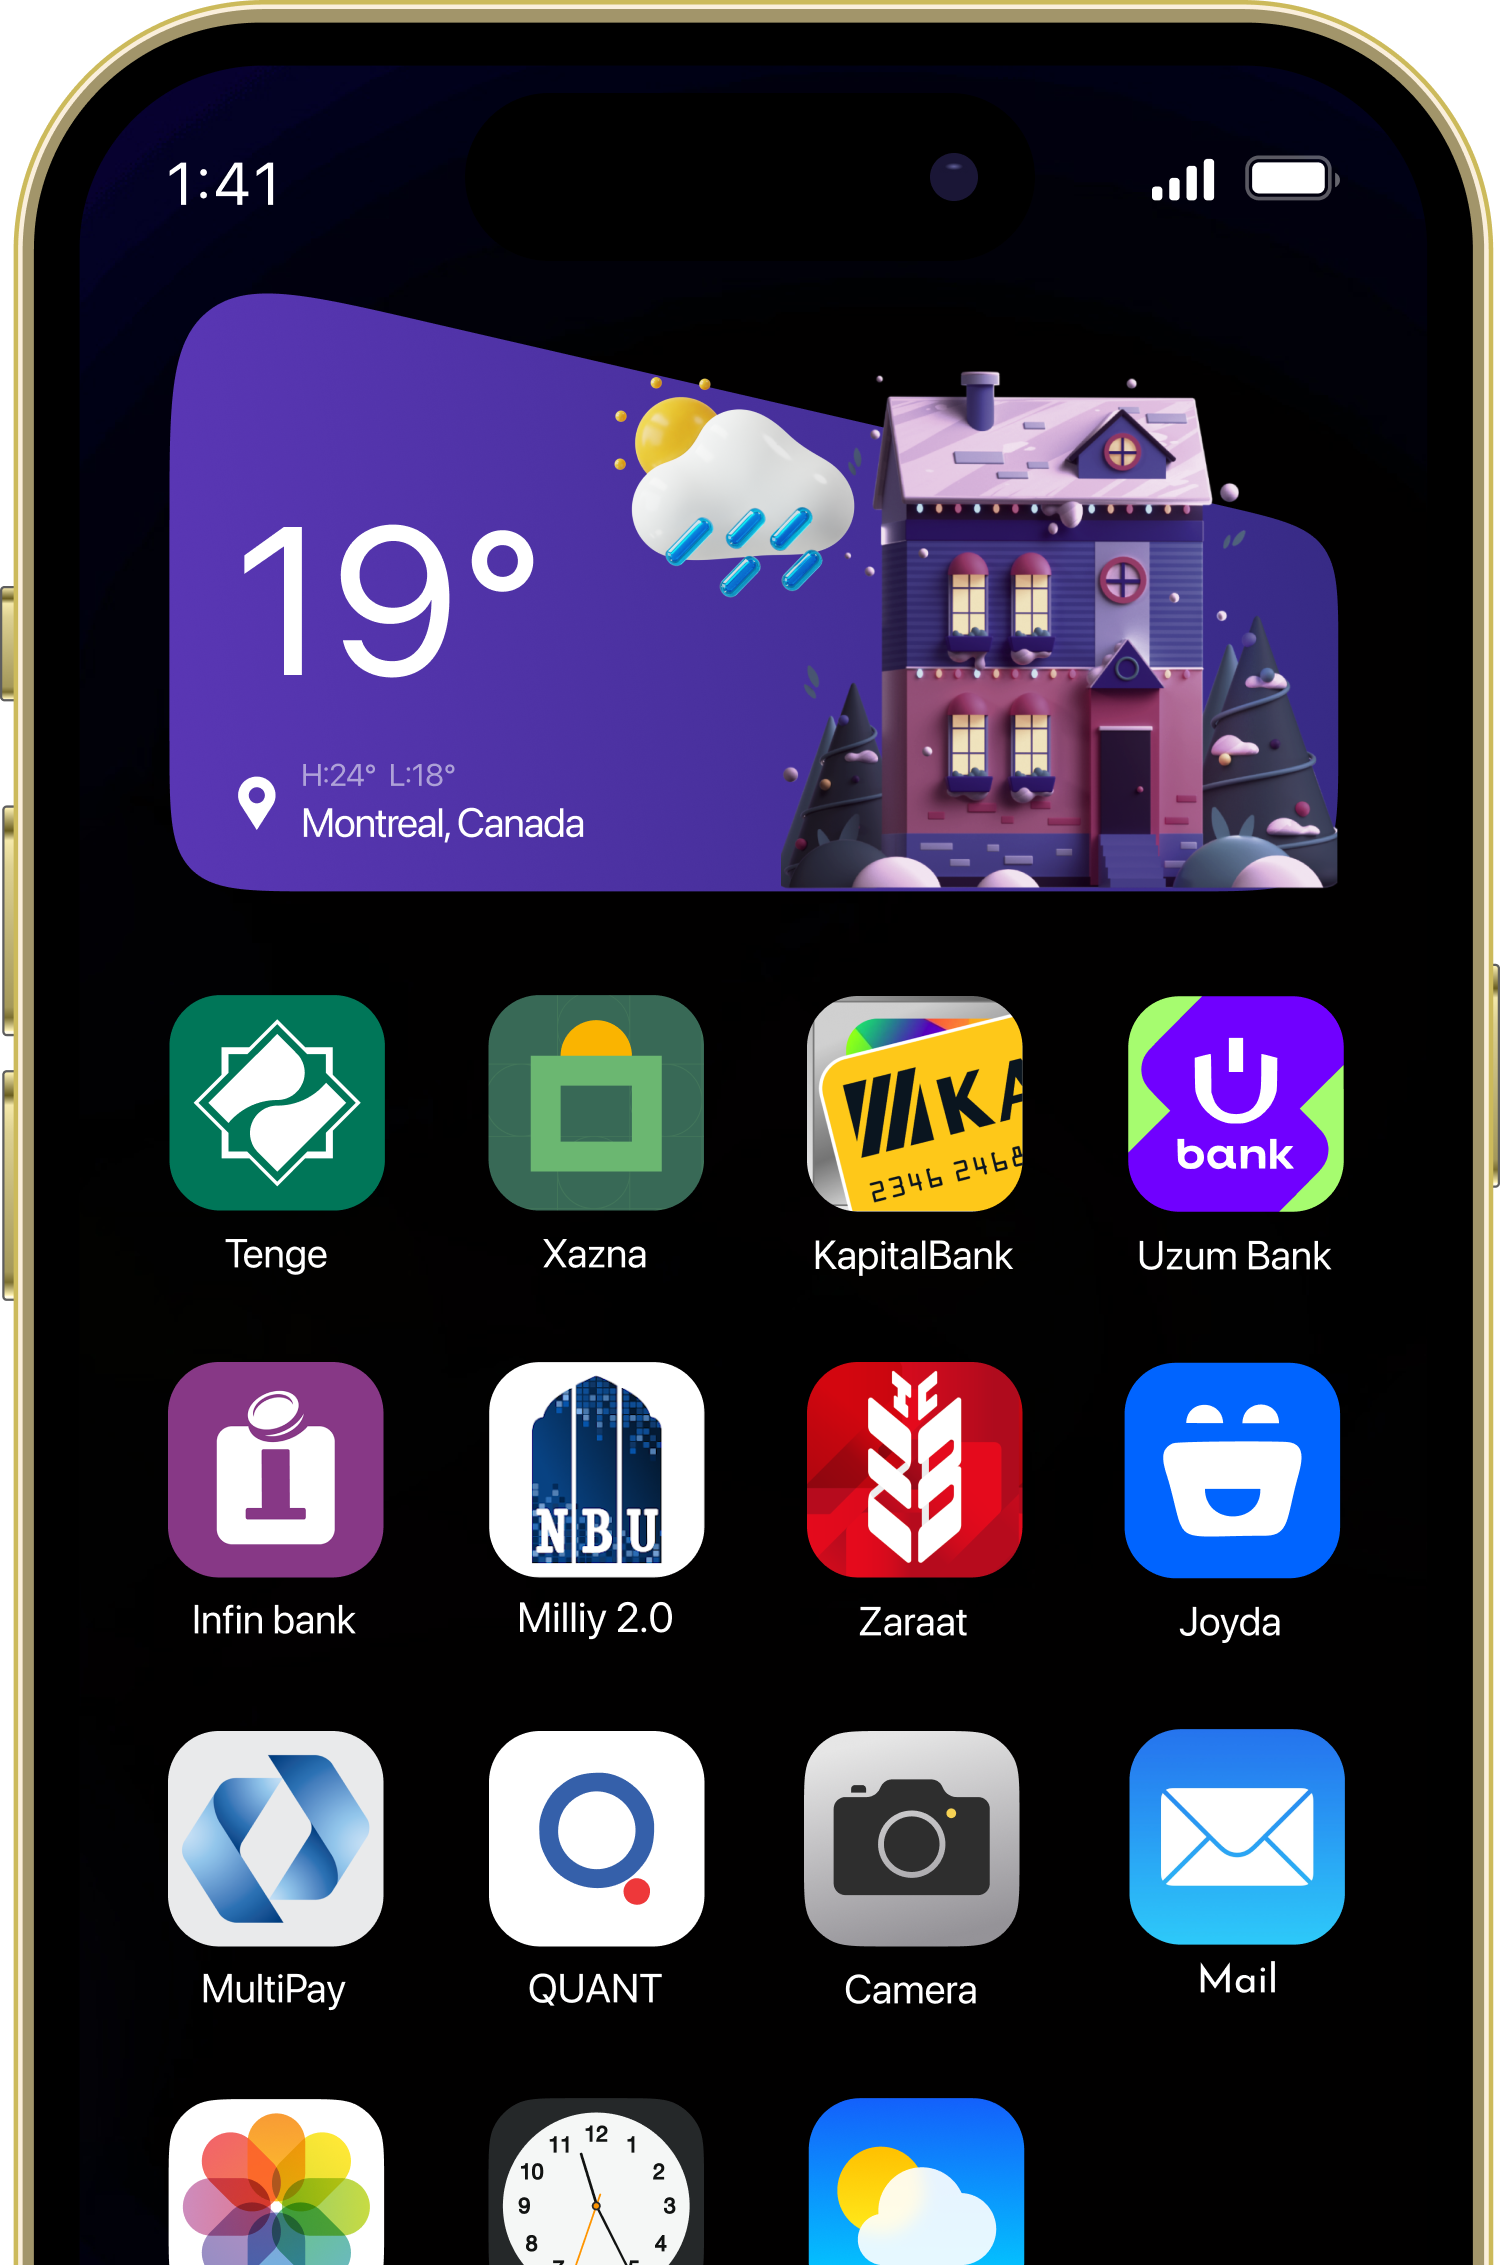 1:41
19°
H:24° L:18°
Montreal, Canada
KA
2346 2468
bank
Tenge
Xazna
KapitalBank
Uzum Bank
NBU
Infin bank
Milliy 2.0
Zaraat
Joyda
MultiPay
QUANT
Camera
Mail
12
11
1
10
2
9
3
8
4